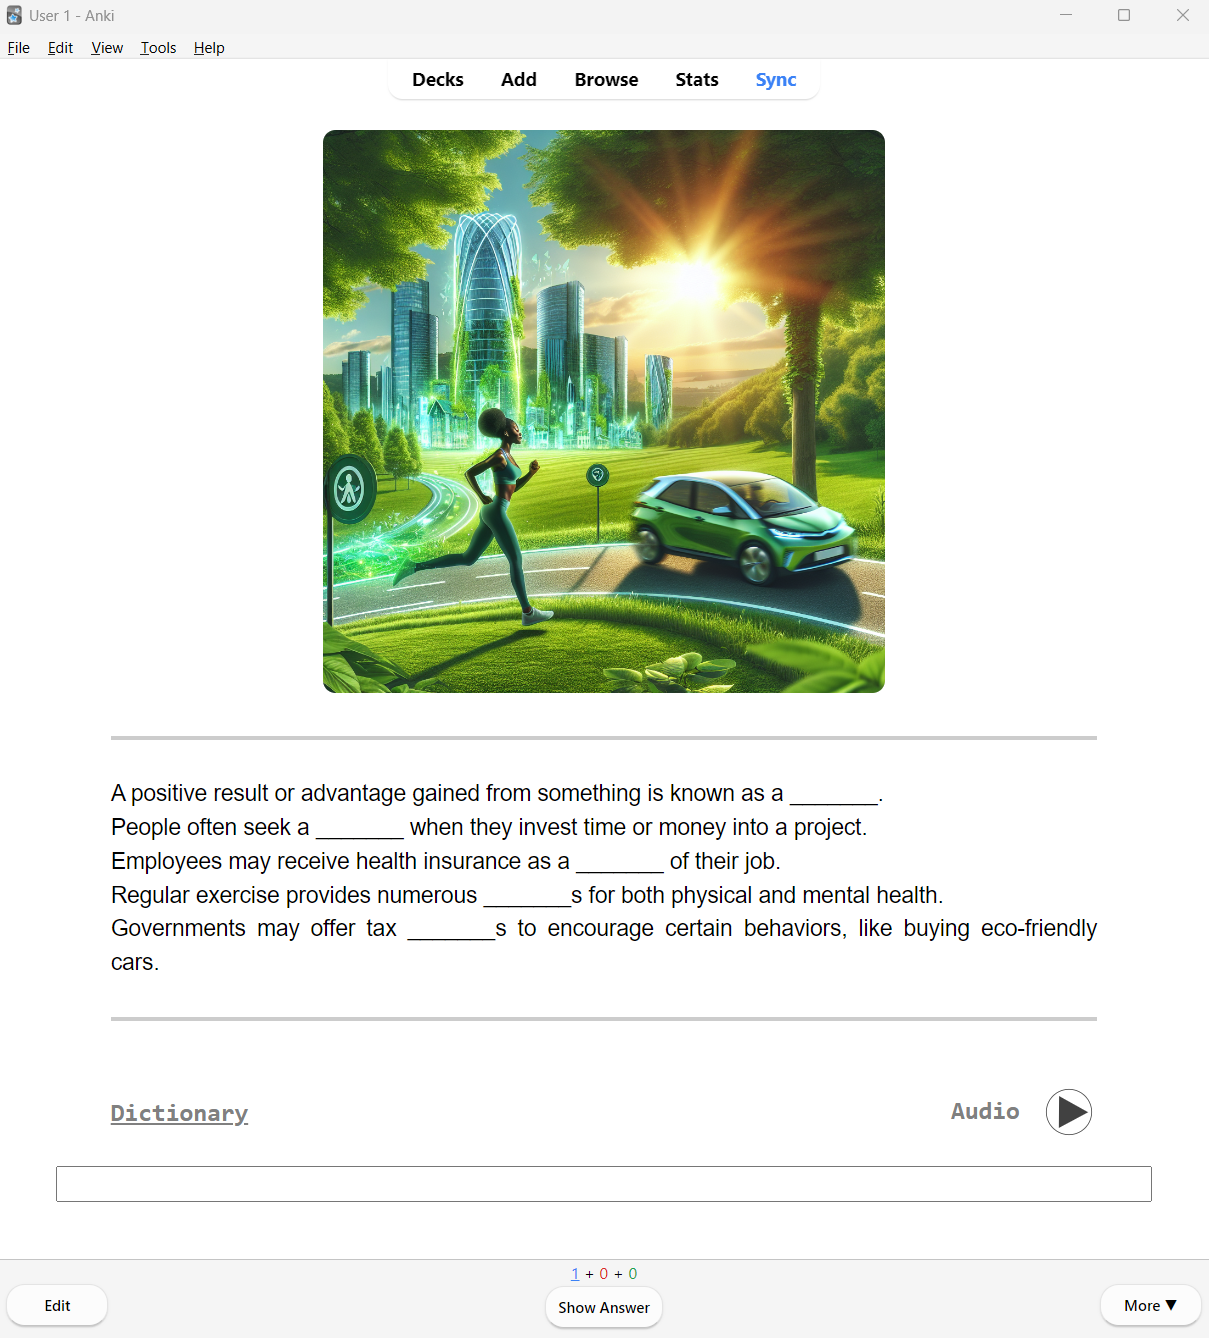 User 1 - Anki
File Edit View Tools Help
Decks Add Browse Stats Sync
A positive result or advantage gained from something is known as a _______.
People often seek a _______ when they invest time or money into a project.
Employees may receive health insurance as a _______ of their job.
Regular exercise provides numerous _______s for both physical and mental health.
Governments may offer tax _______s to encourage certain behaviors, like buying eco-friendly
cars.
Dictionary Audio
1 + 0 + 0
Edit Show Answer More ▼